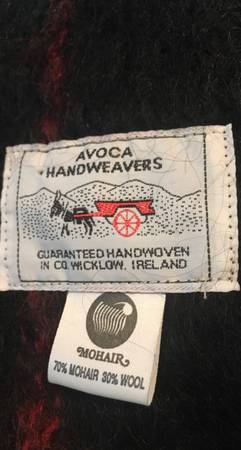 AVOCA
HANDWEAVERS
GUARANTEED HANDWOVEN
IN CO. WICKLOW, IRELAND
MOHAIR
70% MOHAIR 30% WOOL